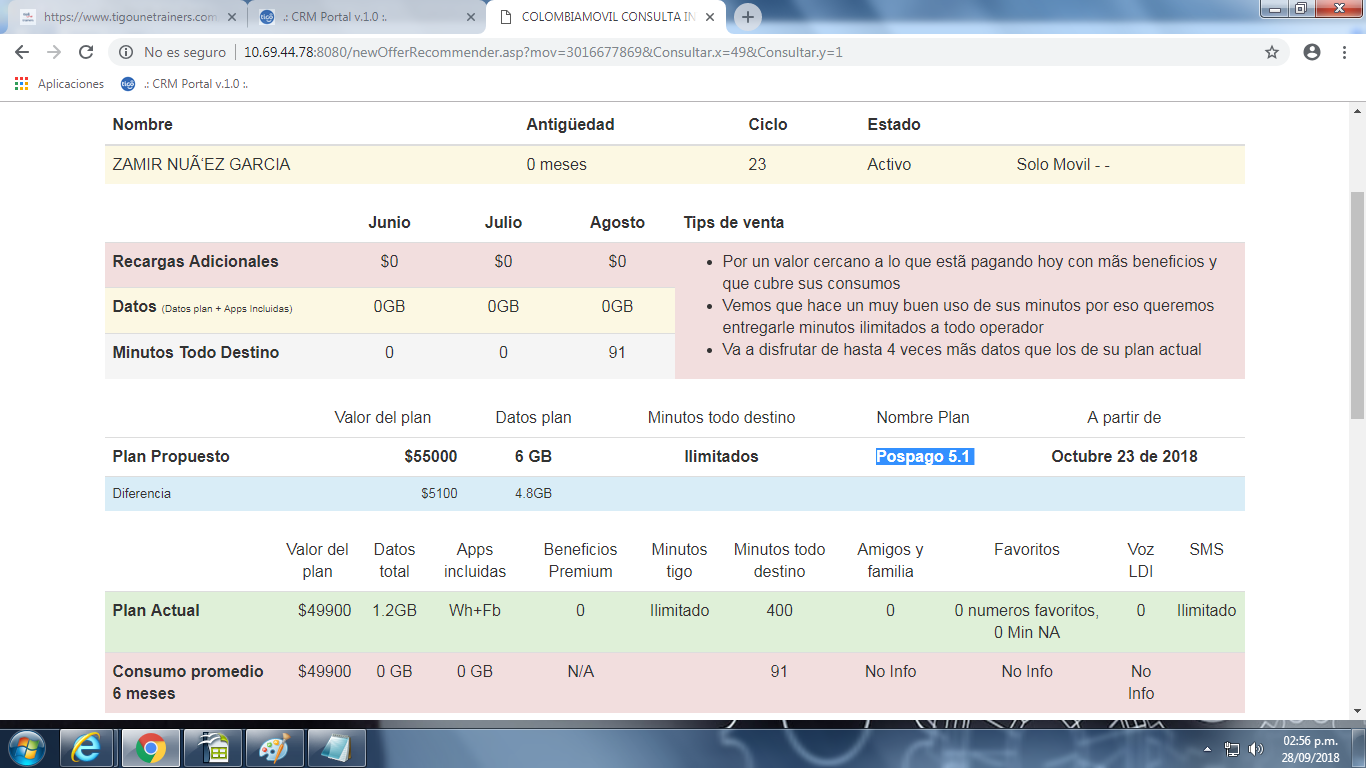 https://www.tigounetrainers.com
.: CRM Portal v.1.0 :.
COLOMBIAMOVIL CONSULTA IN
No es seguro
10.69.44.78:8080/newOfferRecommender.asp?mov=3016677869&Consultar.x=49&Consultar.y=1
Aplicaciones
.: CRM Portal v.1.0 :.
Nombre Antigüedad Ciclo Estado
ZAMIR NUÃ‘EZ GARCIA 0 meses 23 Activo Solo Movil - -
Junio Julio Agosto Tips de venta
Recargas Adicionales $0 $0 $0
Datos (Datos plan + Apps Incluidas) 0GB 0GB 0GB
Minutos Todo Destino 0 0 91
• Por un valor cercano a lo que estã pagando hoy con mãs beneficios y
que cubre sus consumos
• Vemos que hace un muy buen uso de sus minutos por eso queremos
entregarle minutos ilimitados a todo operador
• Va a disfrutar de hasta 4 veces mãs datos que los de su plan actual
Valor del plan Datos plan Minutos todo destino Nombre Plan A partir de
Plan Propuesto $55000 6 GB Ilimitados Pospago 5.1 Octubre 23 de 2018
Diferencia $5100 4.8GB
Valor del Datos Apps Beneficios Minutos Minutos todo Amigos y Favoritos Voz SMS
plan total incluidas Premium tigo destino familia LDI
Plan Actual $49900 1.2GB Wh+Fb 0 Ilimitado 400 0 0 numeros favoritos, 0 Ilimitado
0 Min NA
Consumo promedio $49900 0 GB 0 GB N/A 91 No Info No Info No
6 meses Info
02:56 p.m.
28/09/2018